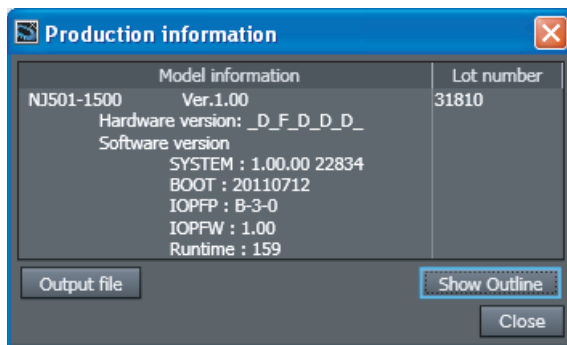 Production information
Model information Lot number
NJ501-1500 Ver.1.00 31810
Hardware version: _D_F_D_D_D_
Software version
SYSTEM : 1.00.00 22834
BOOT : 20110712
IOPFP : B-3-0
IOPFW : 1.00
Runtime : 159
Output file Show Outline
Close